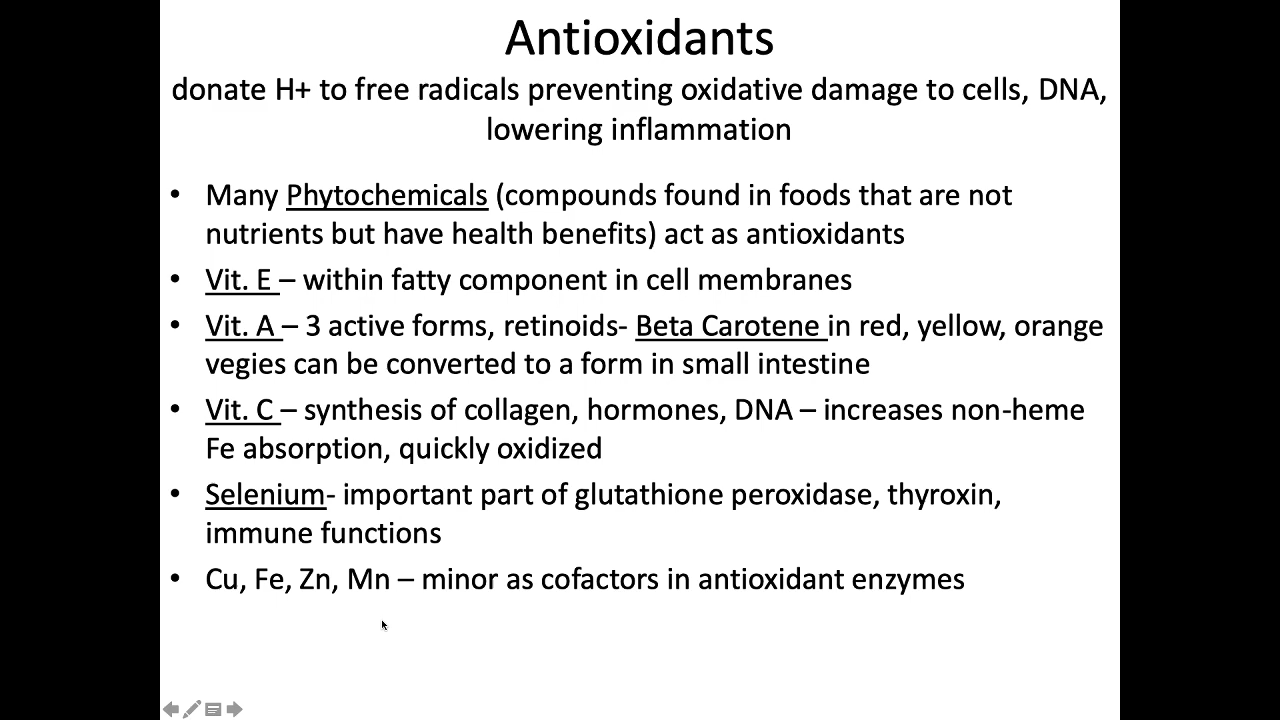 Antioxidants
donate H+ to free radicals preventing oxidative damage to cells, DNA,
lowering inflammation
• Many Phytochemicals (compounds found in foods that are not
nutrients but have health benefits) act as antioxidants
• Vit. E – within fatty component in cell membranes
• Vit. A – 3 active forms, retinoids- Beta Carotene in red, yellow, orange
vegies can be converted to a form in small intestine
• Vit. C – synthesis of collagen, hormones, DNA – increases non-heme
Fe absorption, quickly oxidized
• Selenium- important part of glutathione peroxidase, thyroxin,
immune functions
• Cu, Fe, Zn, Mn – minor as cofactors in antioxidant enzymes